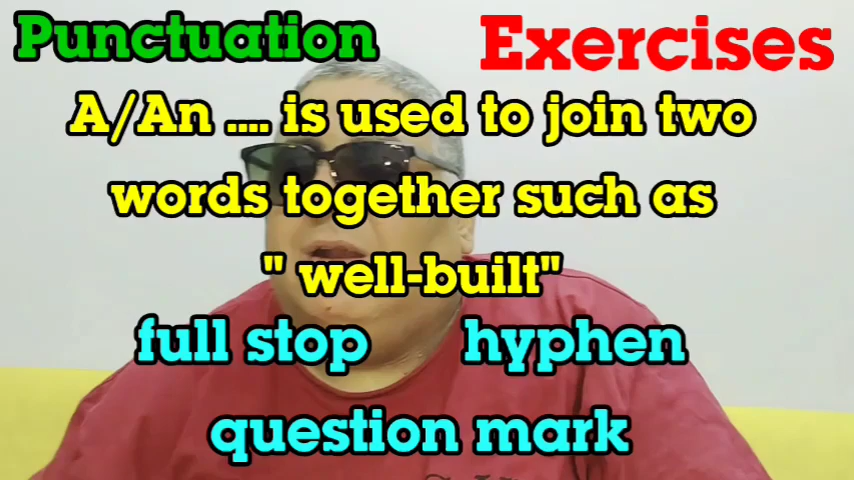 Punctuation Exercises
A/An .... is used to join two
words together such as
" well-built"
full stop hyphen
question mark